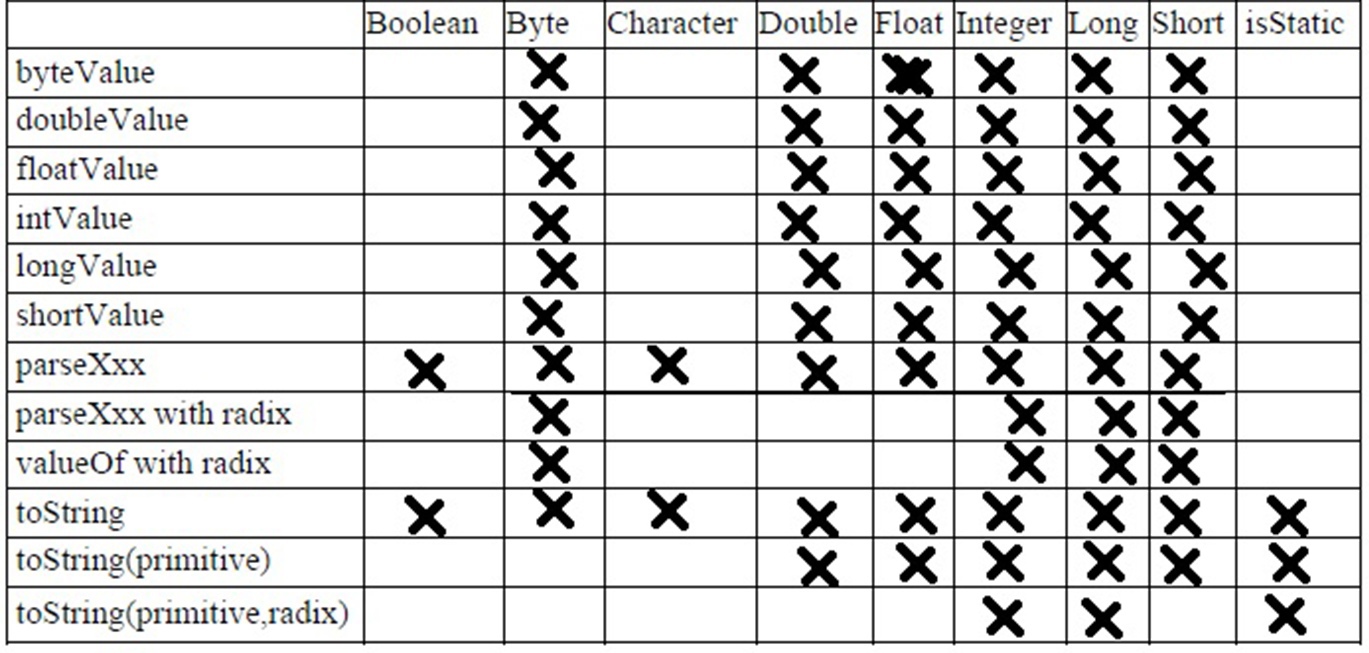 Boolean Byte Character Double Float Integer Long Short isStatic
byteValue
doubleValue
floatValue
intValue
longValue
shortValue
parseXxx
parseXxx with radix
valueOf with radix
toString
toString(primitive)
toString(primitive,radix)